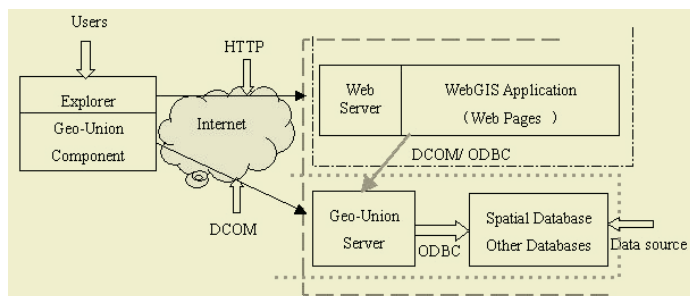 Users
HTTP
Explorer
Geo-Union
Component
Internet
DCOM
Web
Server
WebGIS Application
(Web Pages )
DCOM/ ODBC
Geo-Union
Server
ODBC
Spatial Database
Other Databases
Data source